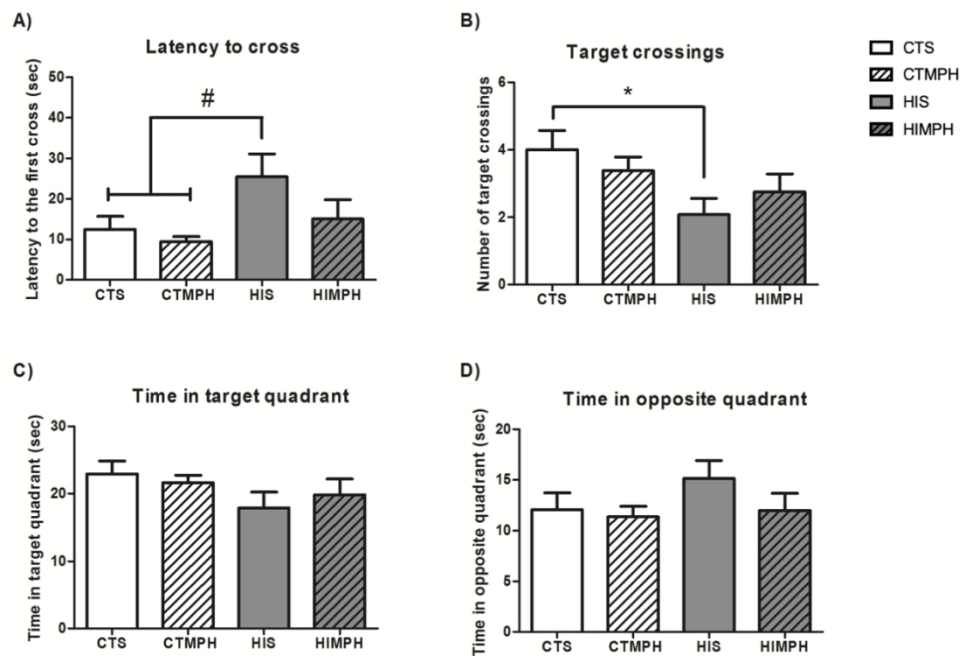 A)
Latency to cross
Latency to the first cross (sec)
50
40
30
20
10
0
#
CTS CTMPH HIS HIMPH
B)
Target crossings
Number of target crossings
6
4
2
0
*
CTS CTMPH HIS HIMPH
CTS
CTMPH
HIS
HIMPH
C)
Time in target quadrant
Time in target quadrant (sec)
30
20
10
0
CTS CTMPH HIS HIMPH
D)
Time in opposite quadrant
Time in opposite quadrant (sec)
20
15
10
5
0
CTS CTMPH HIS HIMPH